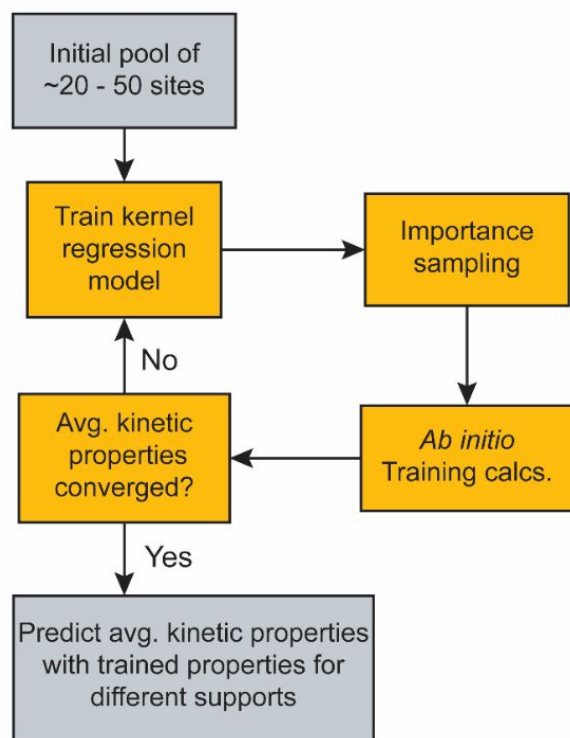 Initial pool of
~20 - 50 sites
Train kernel
regression
model
Importance
sampling
No
Avg. kinetic
properties
converged?
Ab initio
Training calcs.
Yes
Predict avg. kinetic properties
with trained properties for
different supports